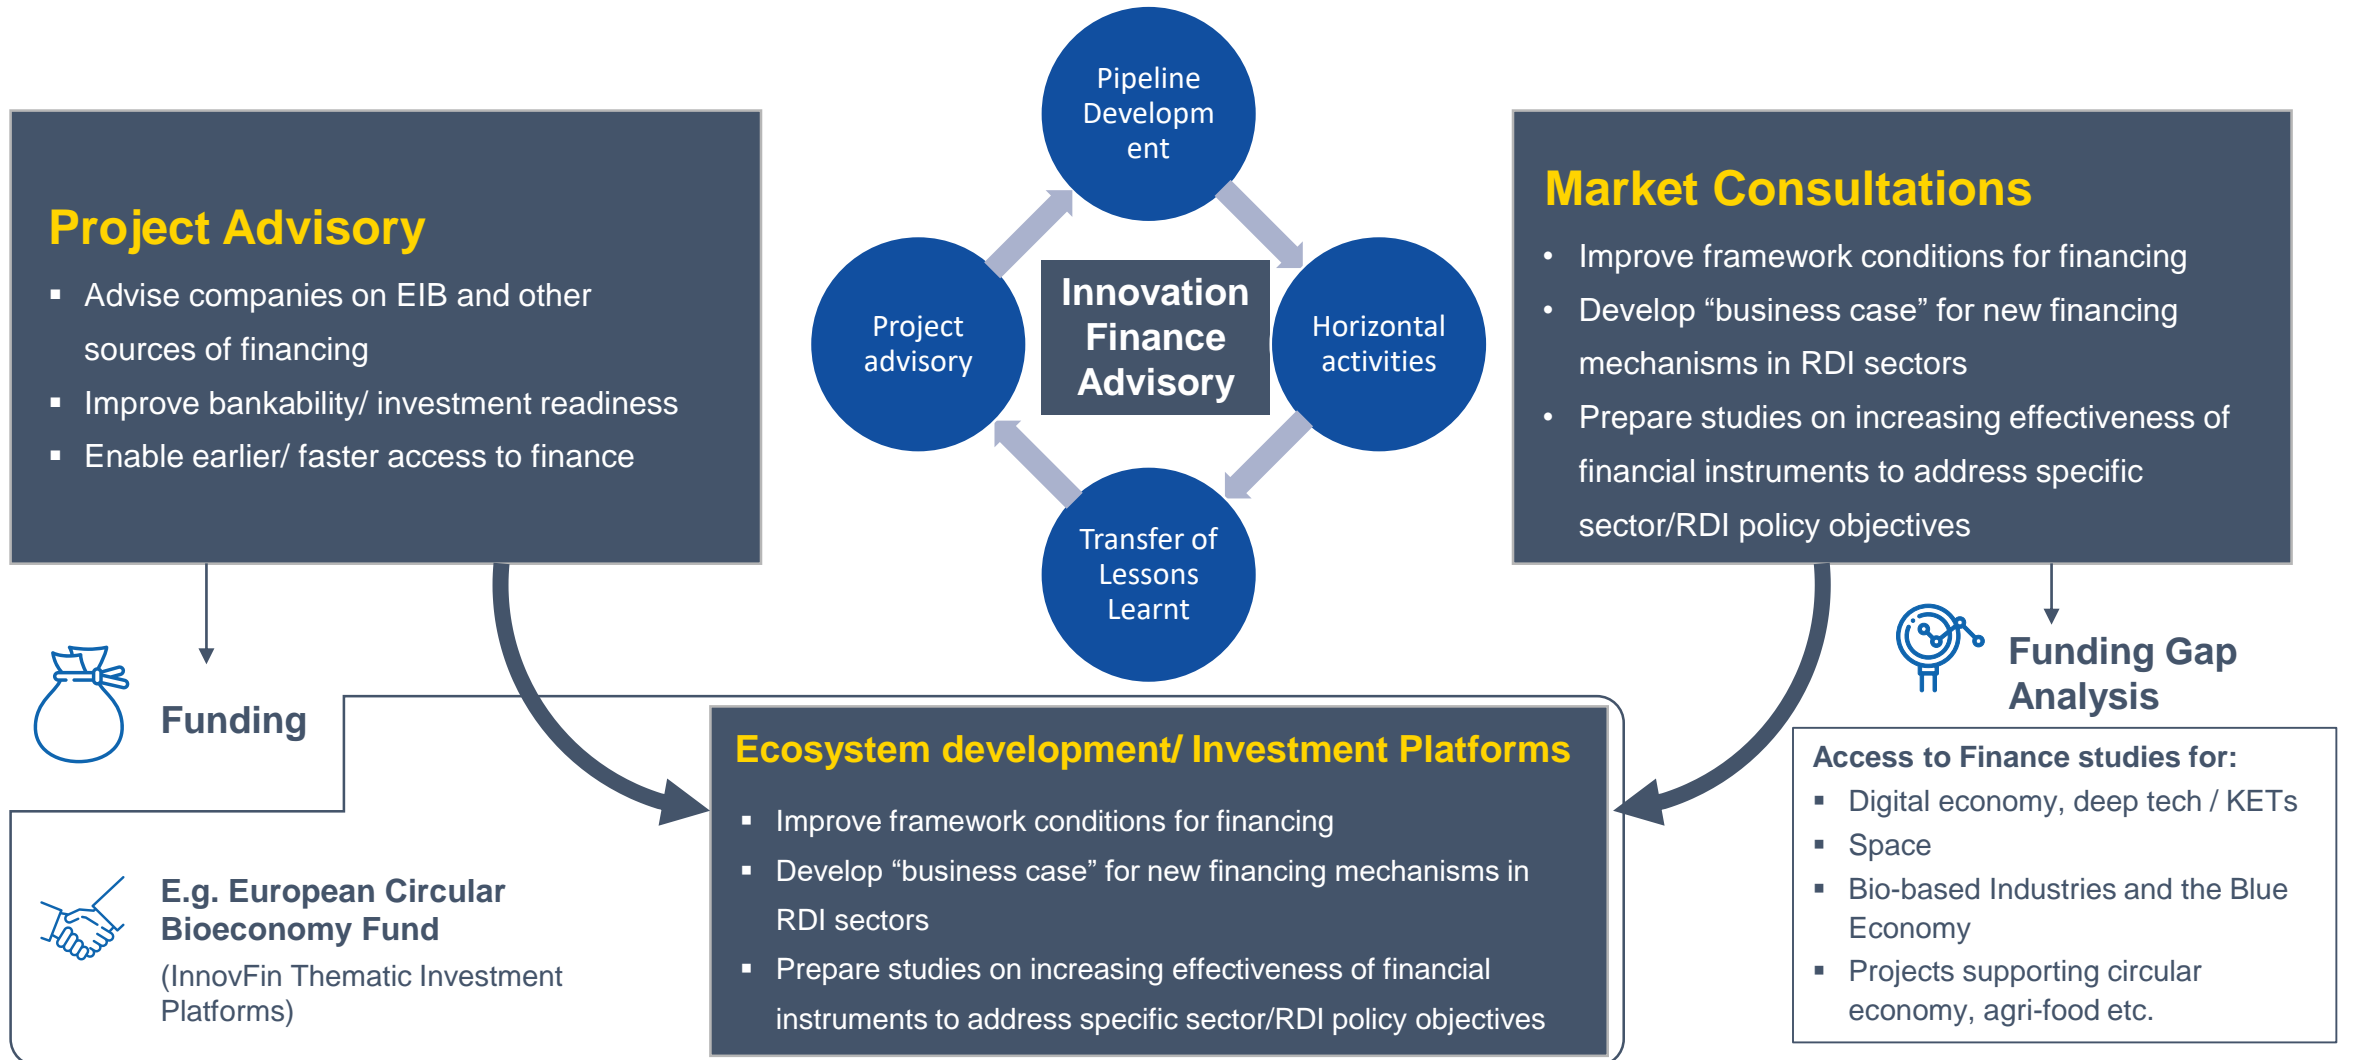 Project Advisory
▪ Advise companies on EIB and other
sources of financing
▪ Improve bankability/ investment readiness
▪ Enable earlier/ faster access to finance
Pipeline
Developm
ent
Project
advisory
Innovation
Finance
Advisory
Horizontal
activities
Transfer of
Lessons
Learnt
Market Consultations
• Improve framework conditions for financing
• Develop “business case” for new financing
mechanisms in RDI sectors
• Prepare studies on increasing effectiveness of
financial instruments to address specific
sector/RDI policy objectives
Funding
Funding Gap
Analysis
E.g. European Circular
Bioeconomy Fund
(InnovFin Thematic Investment
Platforms)
Ecosystem development/ Investment Platforms
▪ Improve framework conditions for financing
▪ Develop “business case” for new financing mechanisms in
RDI sectors
▪ Prepare studies on increasing effectiveness of financial
instruments to address specific sector/RDI policy objectives
Access to Finance studies for:
▪ Digital economy, deep tech / KETs
▪ Space
▪ Bio-based Industries and the Blue
Economy
▪ Projects supporting circular
economy, agri-food etc.